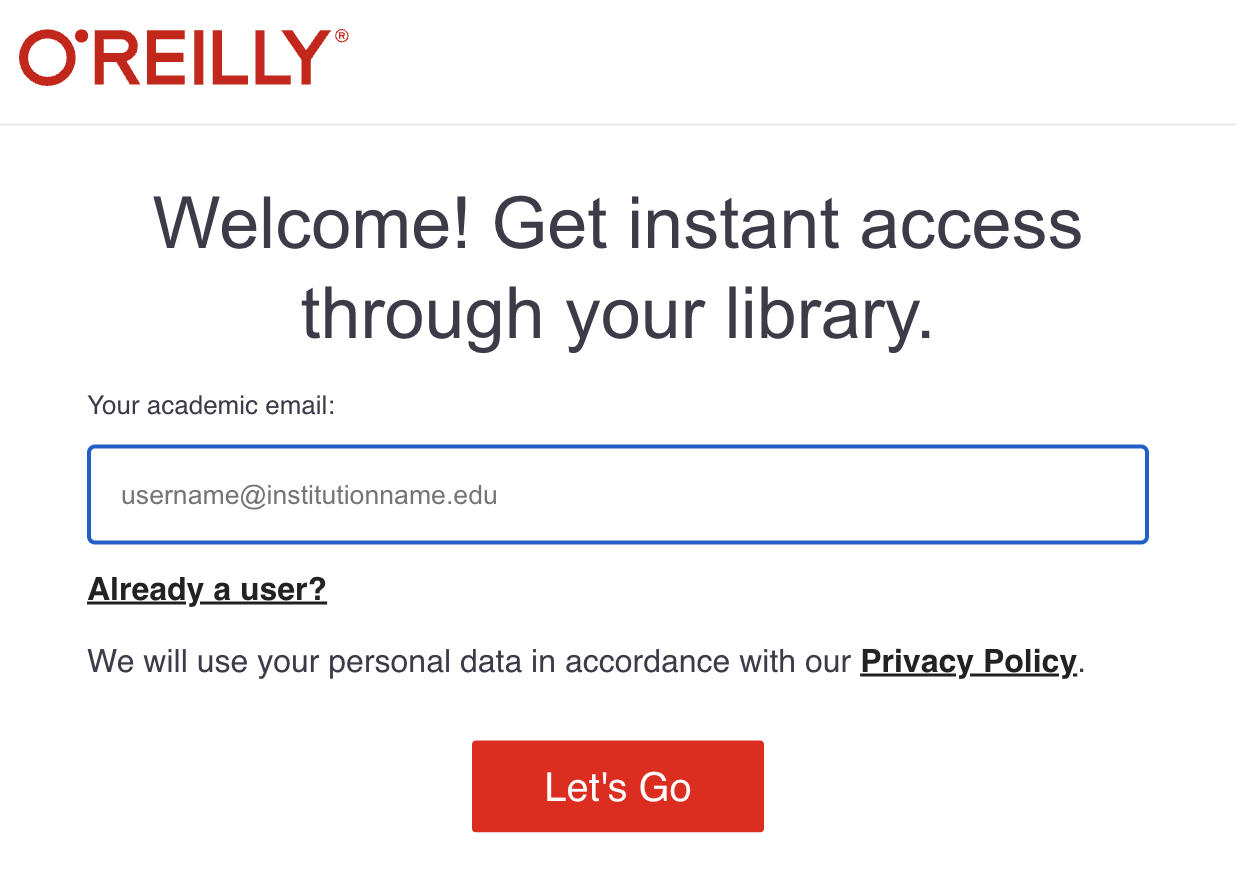 O'REILLY®
Welcome! Get instant access
through your library.
Your academic email:
username@institutionname.edu
Already a user?
We will use your personal data in accordance with our Privacy Policy.
Let's Go